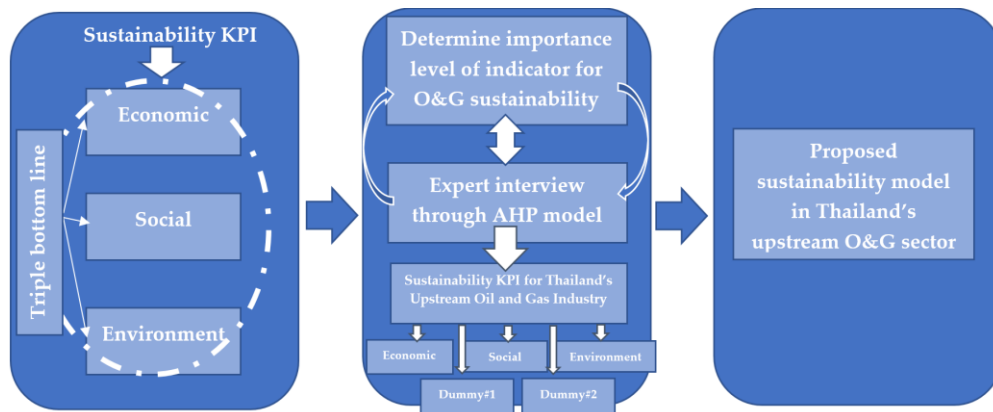 Sustainability KPI
Triple bottom line
Economic
Social
Environment
Determine importance
level of indicator for
O&G sustainability
Expert interview
through AHP model
Sustainability KPI for Thailand's
Upstream Oil and Gas Industry
Economic
Social
Environment
Dummy#1
Dummy#2
Proposed
sustainability model
in Thailand's
upstream O&G sector